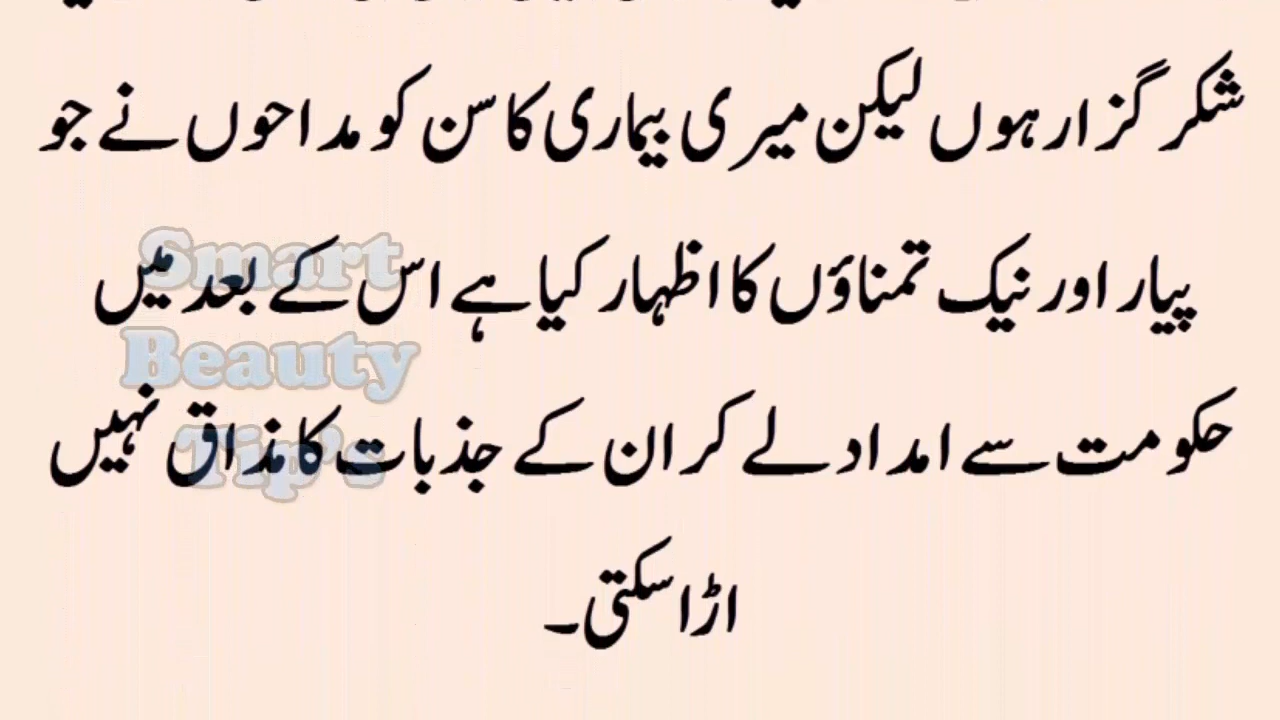 شکر گزار ہوں لیکن میری بیماری کا سن کو مداحوں نے جو
پیار اور نیک تمناؤں کا اظہار کیا ہے اس کے بعد میں
حکومت سے امداد لے کر ان کے جذبات کا مذاق نہیں
اڑا سکتی۔
Smart
Beauty
Tip's